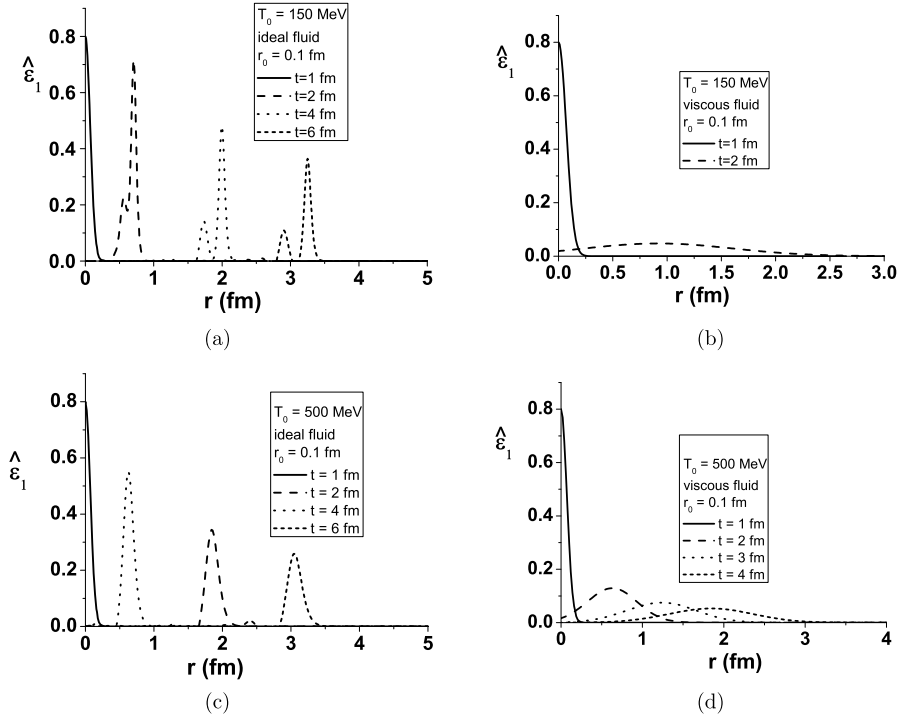 T₀ = 150 MeV
ideal fluid
r₀ = 0.1 fm
t=1 fm
t=2 fm
t=4 fm
t=6 fm
ε̂₁
0.8
0.6
0.4
0.2
0.0
0 1 2 3 4 5
r (fm)
(a)
T₀ = 150 MeV
viscous fluid
r₀ = 0.1 fm
t=1 fm
t=2 fm
ε̂₁
0.8
0.6
0.4
0.2
0.0
0.0 0.5 1.0 1.5 2.0 2.5 3.0
r (fm)
(b)
T₀ = 500 MeV
ideal fluid
r₀ = 0.1 fm
t = 1 fm
t = 2 fm
t = 4 fm
t = 6 fm
ε̂₁
0.8
0.6
0.4
0.2
0.0
0 1 2 3 4 5
r (fm)
(c)
T₀ = 500 MeV
viscous fluid
r₀ = 0.1 fm
t = 1 fm
t = 2 fm
t = 3 fm
t = 4 fm
ε̂₁
0.8
0.6
0.4
0.2
0.0
0 1 2 3 4
r (fm)
(d)